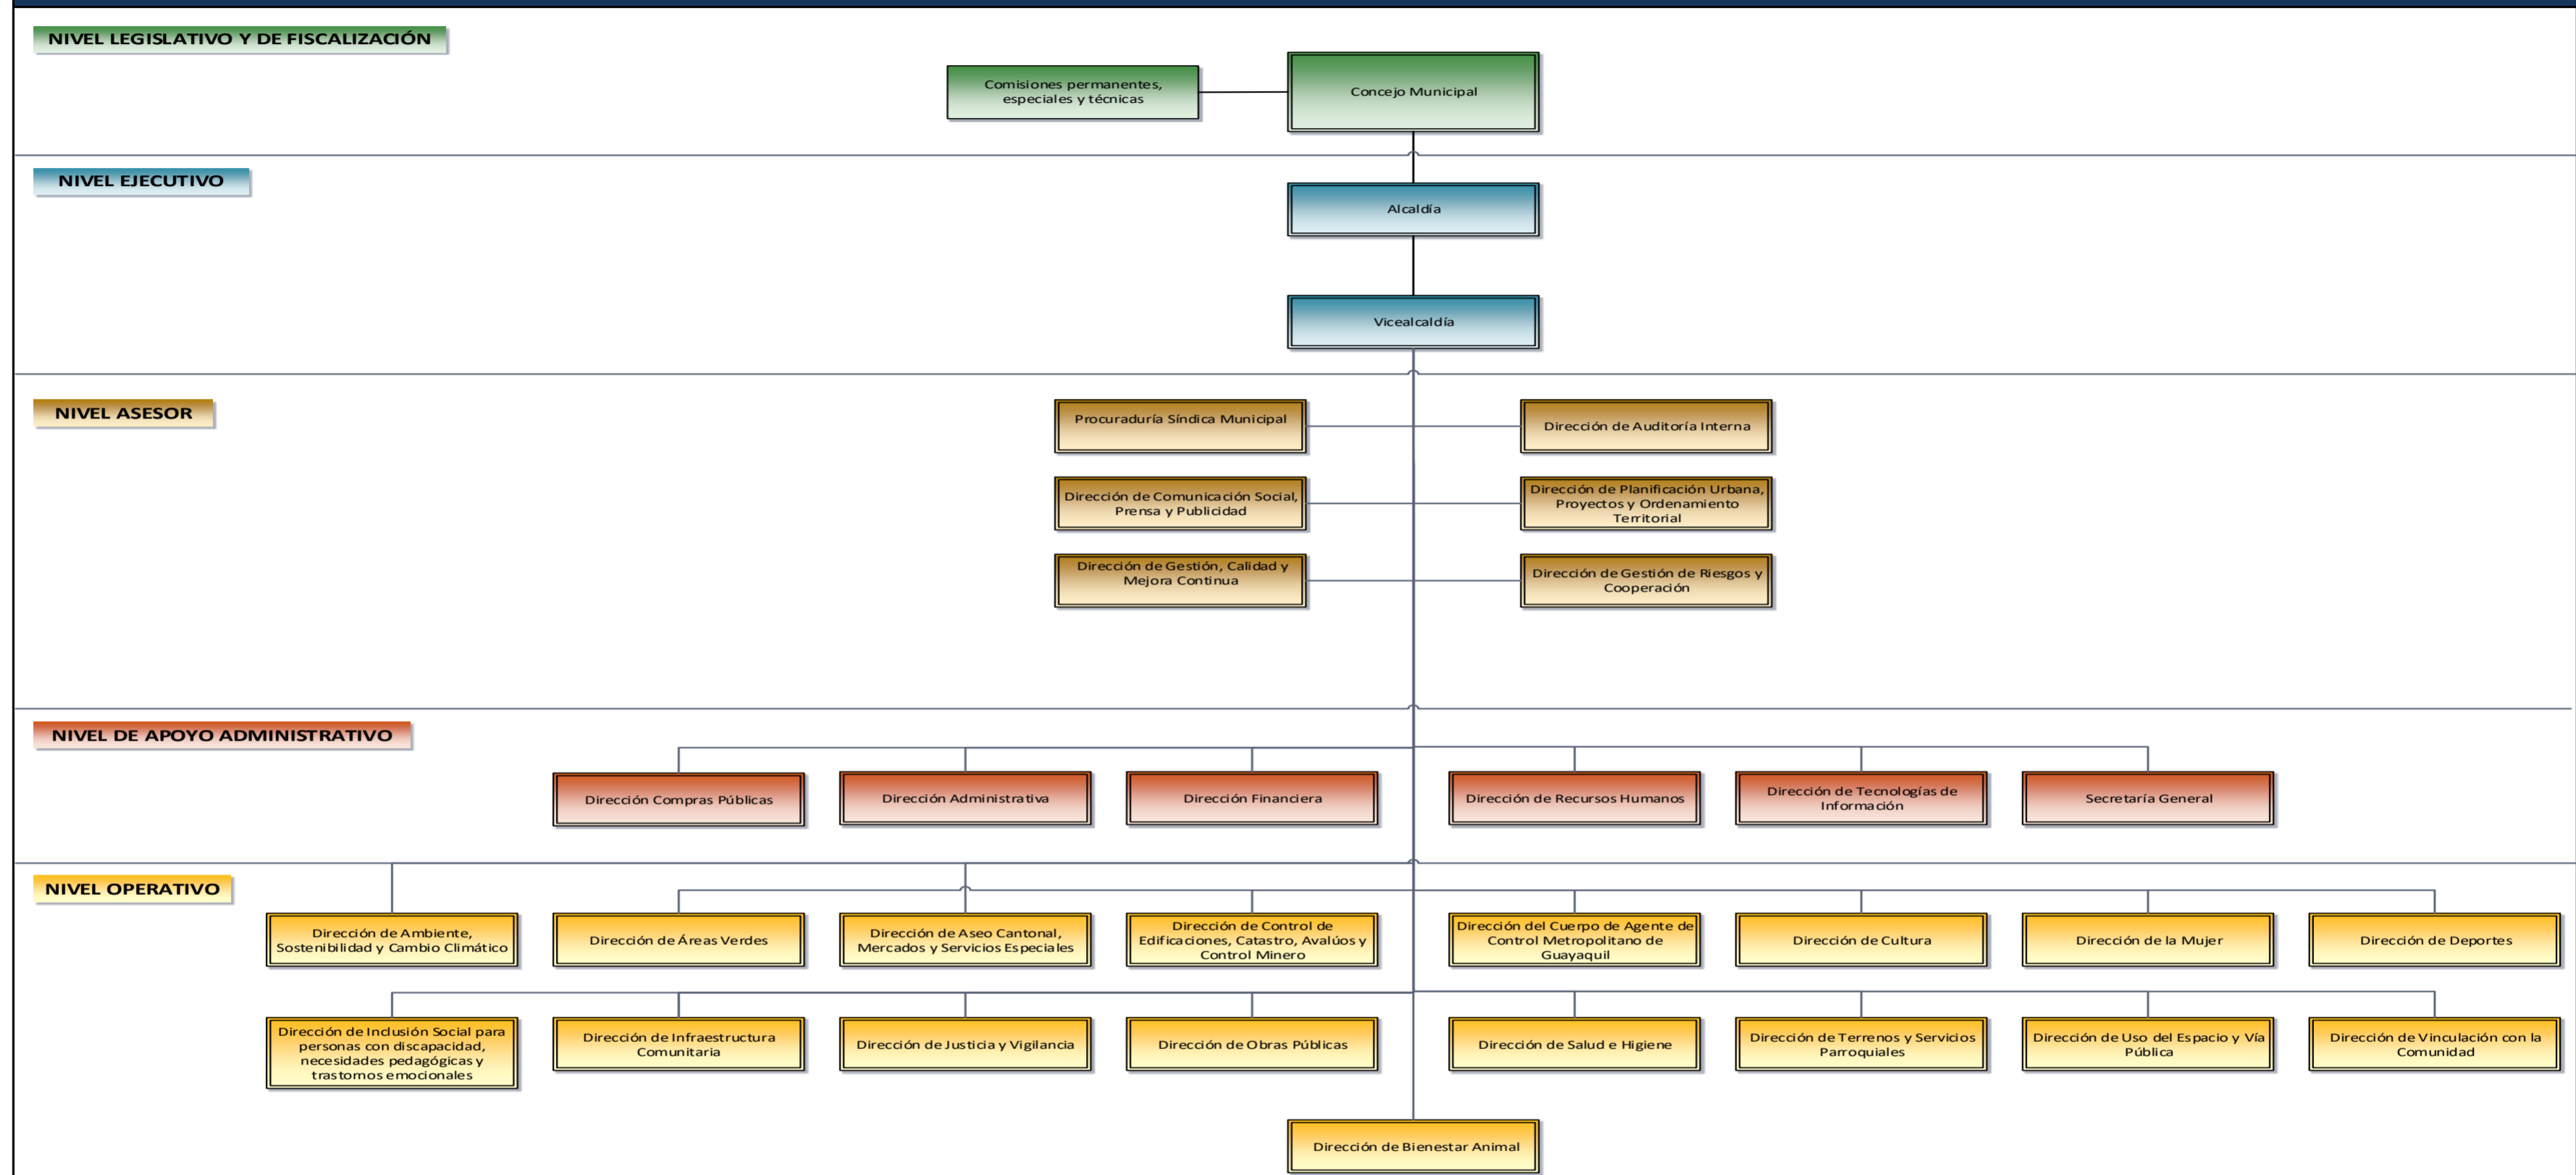 NIVEL LEGISLATIVO Y DE FISCALIZACIÓN
Comisiones permanentes,
especiales y técnicas
Concejo Municipal
NIVEL EJECUTIVO
Alcaldía
Vicealcaldía
NIVEL ASESOR
Procuraduría Síndica Municipal
Dirección de Auditoría Interna
Dirección de Comunicación Social,
Prensa y Publicidad
Dirección de Planificación Urbana,
Proyectos y Ordenamiento
Territorial
Dirección de Gestión, Calidad y
Mejora Continua
Dirección de Gestión de Riesgos y
Cooperación
NIVEL DE APOYO ADMINISTRATIVO
Dirección Compras Públicas
Dirección Administrativa
Dirección Financiera
Dirección de Recursos Humanos
Dirección de Tecnologías de
Información
Secretaría General
NIVEL OPERATIVO
Dirección de Ambiente,
Sostenibilidad y Cambio Climático
Dirección de Áreas Verdes
Dirección de Aseo Cantonal,
Mercados y Servicios Especiales
Dirección de Control de
Edificaciones, Catastro, Avalúos y
Control Minero
Dirección del Cuerpo de Agente de
Control Metropolitano de
Guayaquil
Dirección de Cultura
Dirección de la Mujer
Dirección de Deportes
Dirección de Inclusión Social para
personas con discapacidad,
necesidades pedagógicas y
trastornos emocionales
Dirección de Infraestructura
Comunitaria
Dirección de Justicia y Vigilancia
Dirección de Obras Públicas
Dirección de Salud e Higiene
Dirección de Terrenos y Servicios
Parroquiales
Dirección de Uso del Espacio y Vía
Pública
Dirección de Vinculación con la
Comunidad
Dirección de Bienestar Animal